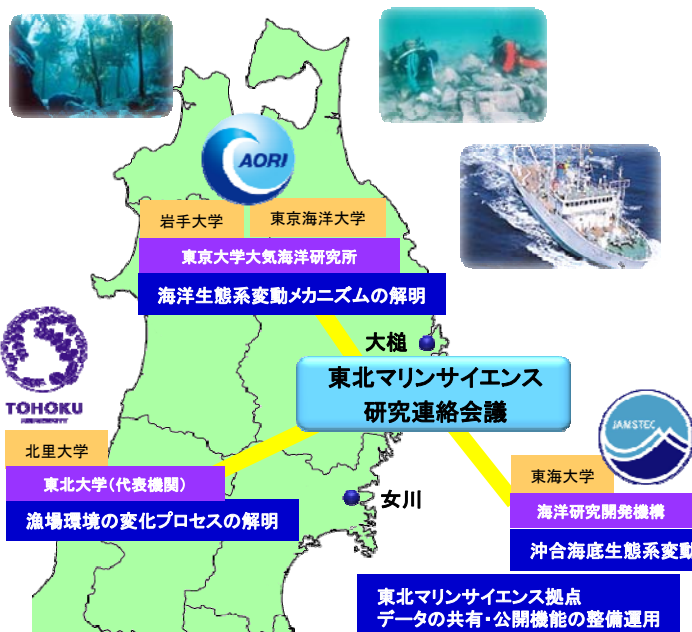 AORI
岩手大学
東京海洋大学
東京大学大気海洋研究所
海洋生態系変動メカニズムの解明
大槌
東北マリンサイエンス
研究連絡会議
TOHOKU
JAMSTEC
北里大学
東北大学(代表機関)
漁場環境の変化プロセスの解明
女川
東海大学
海洋研究開発機構
沖合海底生態系変動
東北マリンサイエンス拠点
データの共有・公開機能の整備運用